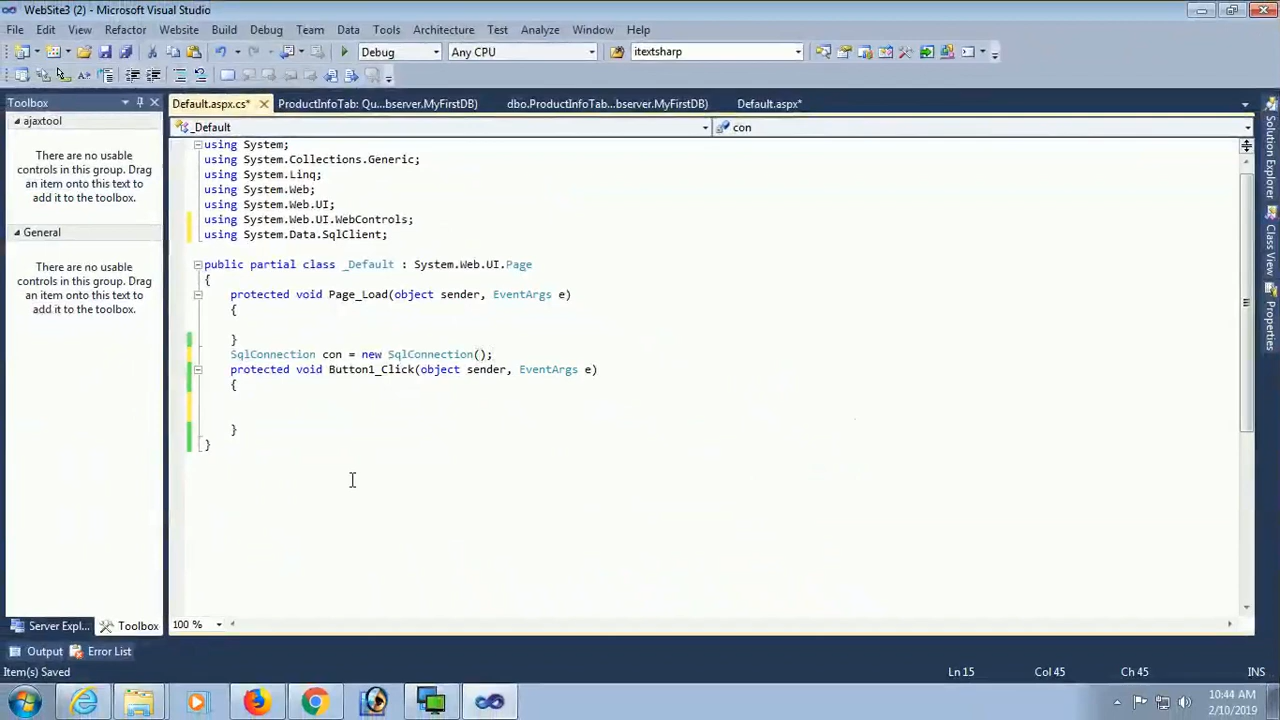 WebSite3 (2) - Microsoft Visual Studio
File Edit View Refactor Website Build Debug Team Data Tools Architecture Test Analyze Window Help
Debug Any CPU itextsharp
Toolbox
Default.aspx.cs* ProductInfoTab: Qu...bserver.MyFirstDB) dbo.ProductInfoTab...bserver.MyFirstDB) Default.aspx*
ajaxtool
There are no usable
controls in this group. Drag
an item onto this text to
add it to the toolbox.
General
There are no usable
controls in this group. Drag
an item onto this text to
add it to the toolbox.
_Default con
using System;
using System.Collections.Generic;
using System.Linq;
using System.Web;
using System.Web.UI;
using System.Web.UI.WebControls;
using System.Data.SqlClient;
public partial class _Default : System.Web.UI.Page
{
protected void Page_Load(object sender, EventArgs e)
{
}
SqlConnection con = new SqlConnection();
protected void Button1_Click(object sender, EventArgs e)
{
}
}
Solution Explorer
Class View
Properties
100 %
Server Expl... Toolbox
Output Error List
Item(s) Saved Ln 15 Col 45 Ch 45 INS
10:44 AM
2/10/2019